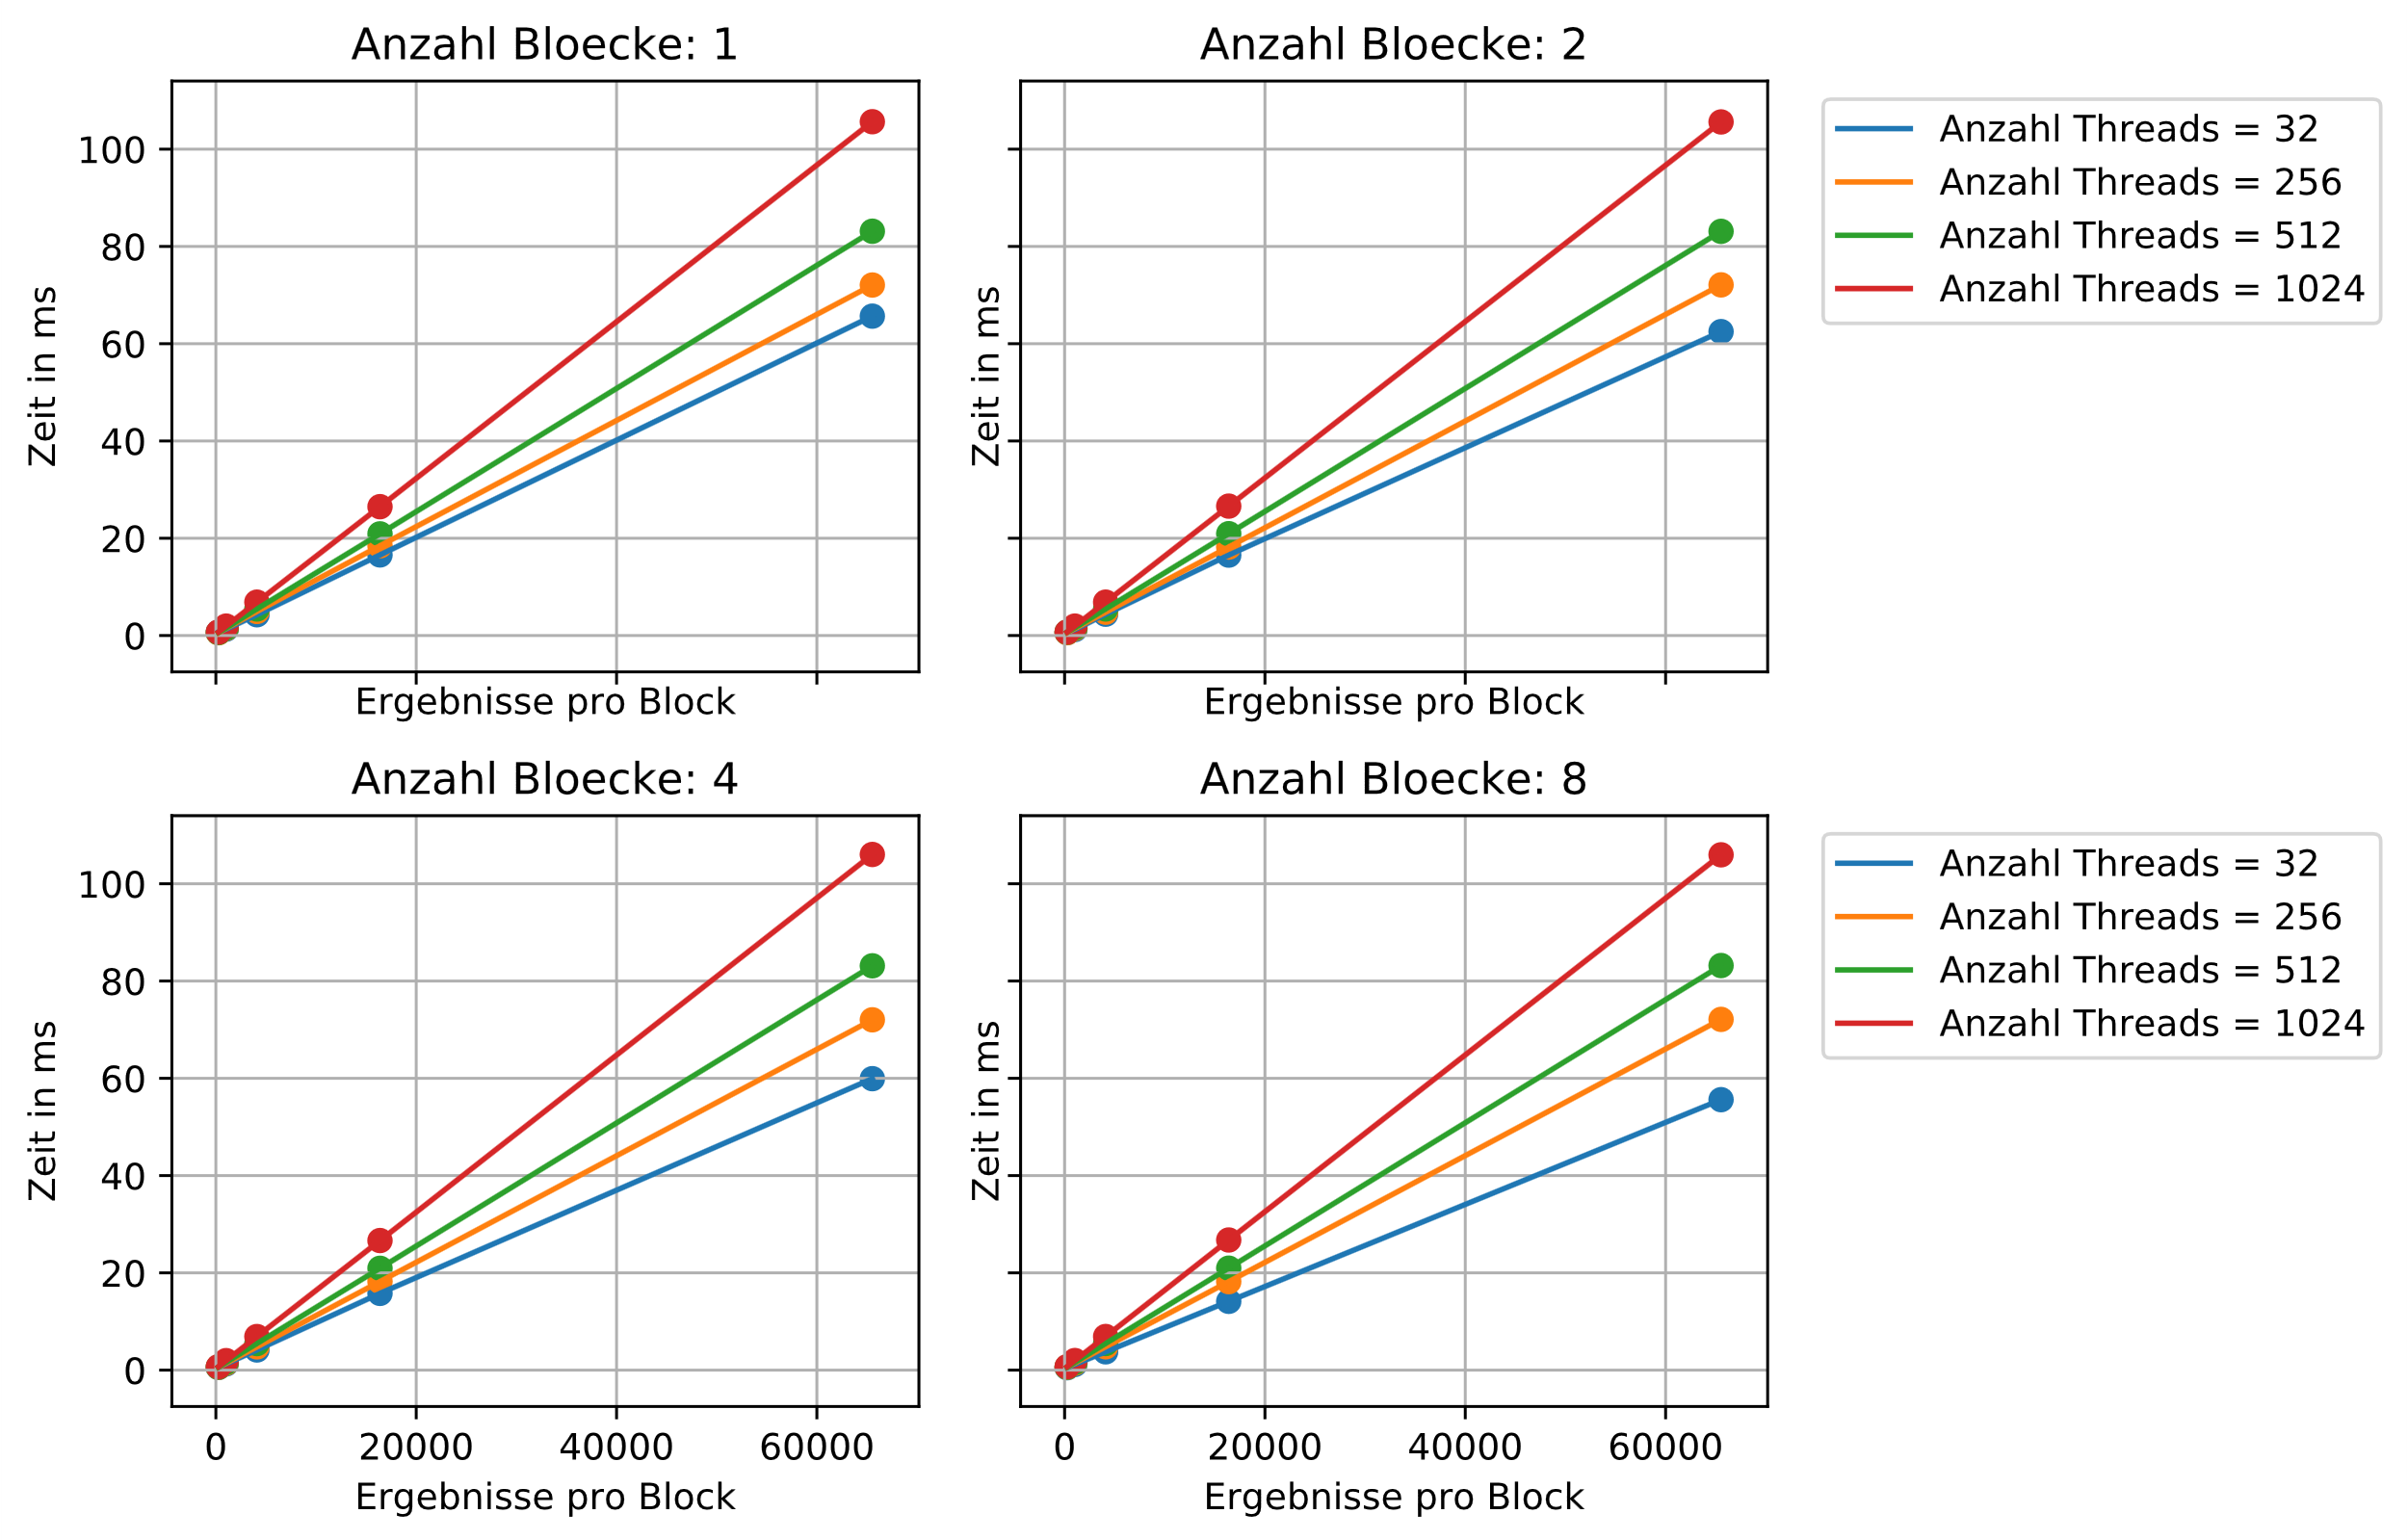 Anzahl Bloecke: 1
Zeit in ms
100
80
60
40
20
0
Ergebnisse pro Block
Anzahl Bloecke: 2
Zeit in ms
Ergebnisse pro Block
Anzahl Threads = 32
Anzahl Threads = 256
Anzahl Threads = 512
Anzahl Threads = 1024
Anzahl Bloecke: 4
Zeit in ms
100
80
60
40
20
0
0 20000 40000 60000
Ergebnisse pro Block
Anzahl Bloecke: 8
Zeit in ms
0 20000 40000 60000
Ergebnisse pro Block
Anzahl Threads = 32
Anzahl Threads = 256
Anzahl Threads = 512
Anzahl Threads = 1024